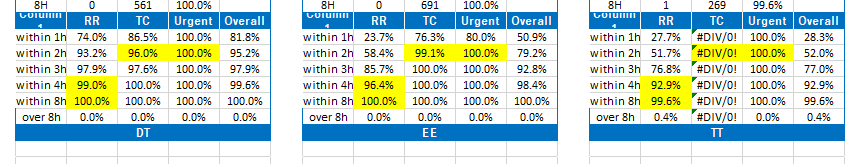 8H 0 561 100.0%
Column 1 RR TC Urgent Overall
within 1h 74.0% 86.5% 100.0% 81.8%
within 2h 93.2% 96.0% 100.0% 95.2%
within 3h 97.9% 97.6% 100.0% 97.9%
within 4h 99.0% 100.0% 100.0% 99.6%
within 8h 100.0% 100.0% 100.0% 100.0%
over 8h 0.0% 0.0% 0.0% 0.0%
DT
8H 0 691 100.0%
Column 1 RR TC Urgent Overall
within 1h 23.7% 76.3% 80.0% 50.9%
within 2h 58.4% 99.1% 100.0% 79.2%
within 3h 85.7% 100.0% 100.0% 92.8%
within 4h 96.4% 100.0% 100.0% 98.4%
within 8h 100.0% 100.0% 100.0% 100.0%
over 8h 0.0% 0.0% 0.0% 0.0%
EE
8H 1 269 99.6%
Column 1 RR TC Urgent Overall
within 1h 27.7% #DIV/0! 100.0% 28.3%
within 2h 51.7% #DIV/0! 100.0% 52.0%
within 3h 76.8% #DIV/0! 100.0% 77.0%
within 4h 92.9% #DIV/0! 100.0% 92.9%
within 8h 99.6% #DIV/0! 100.0% 99.6%
over 8h 0.4% #DIV/0! 0.0% 0.4%
TT